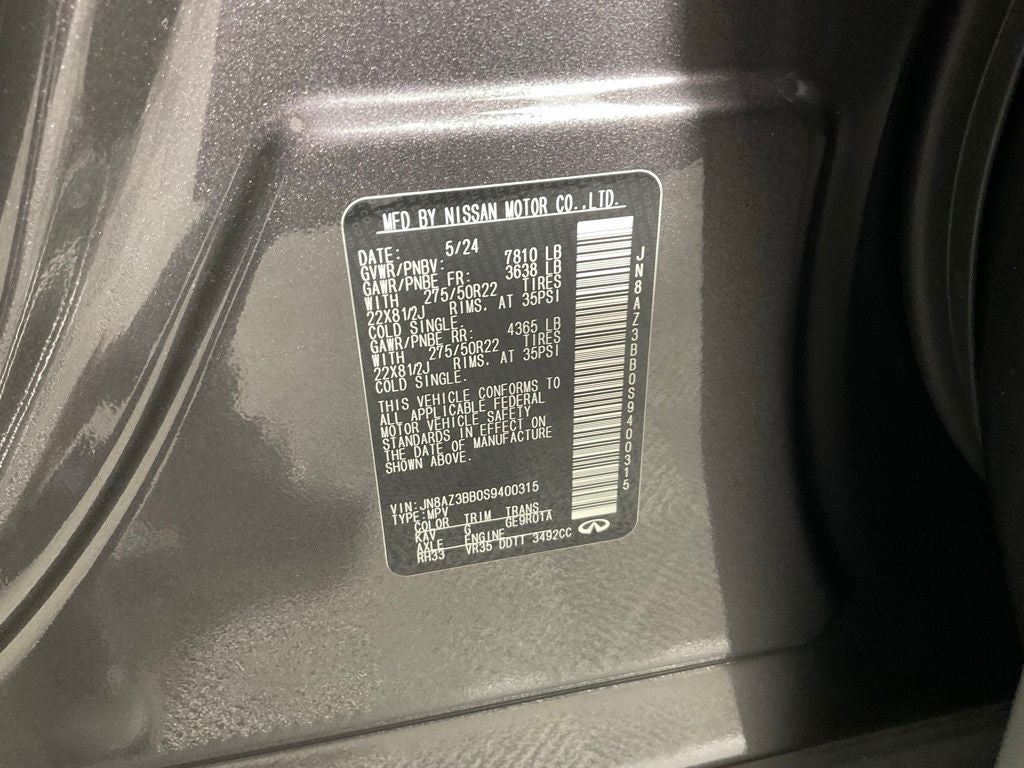 MFD BY NISSAN MOTOR CO.,LTD.
DATE: 5/24
GVWR/PNBV: 7810 LB
GAWR/PNBE FR: 3638 LB
WITH 275/50R22 TIRES
22X81/2J RIMS. AT 35PSI
COLD SINGLE.
GAWR/PNBE RR: 4365 LB
WITH 275/50R22 TIRES
22X81/2J RIMS. AT 35PSI
COLD SINGLE.
THIS VEHICLE CONFORMS TO
ALL APPLICABLE FEDERAL
MOTOR VEHICLE SAFETY
STANDARDS IN EFFECT ON
THE DATE OF MANUFACTURE
SHOWN ABOVE.
VIN:JN8AZ3BB0S9400315
TYPE:MPV
COLOR TRIM TRANS
KAV G GE9R01A
AXLE ENGINE
RH33 VR35 DDTT 3492CC
JN8AZ3BB0S9400315